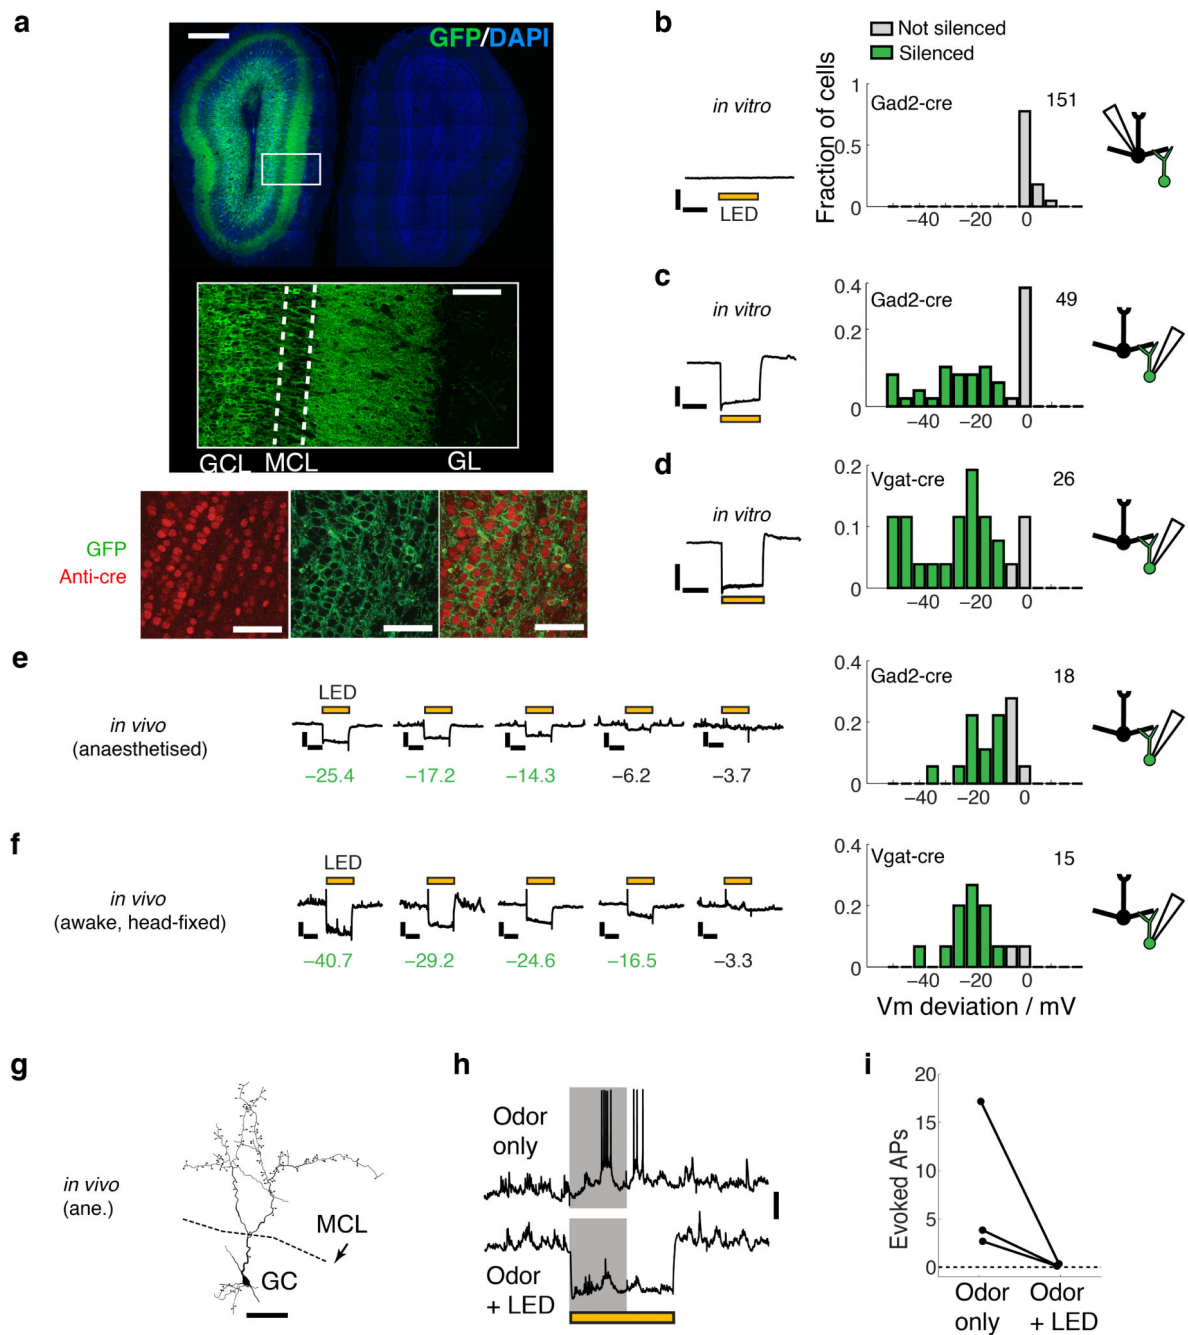 a
GFP/DAPI
GCL MCL GL
GFP
Anti-cre
b
Not silenced
Silenced
in vitro
LED
Fraction of cells
Gad2-cre 151
1
0.5
0
−40 −20 0
c
in vitro
Gad2-cre 49
0.4
0.2
0
−40 −20 0
d
in vitro
Vgat-cre 26
0.2
0.1
0
−40 −20 0
e
in vivo
(anaesthetised)
LED
−25.4 −17.2 −14.3 −6.2 −3.7
Gad2-cre 18
0.4
0.2
0
−40 −20 0
f
in vivo
(awake, head-fixed)
LED
−40.7 −29.2 −24.6 −16.5 −3.3
Vgat-cre 15
0.4
0.2
0
−40 −20 0
Vm deviation / mV
g
in vivo
(ane.)
MCL
GC
h
Odor
only
Odor
+ LED
i
Evoked APs
20
15
10
5
0
Odor
only
Odor
+ LED